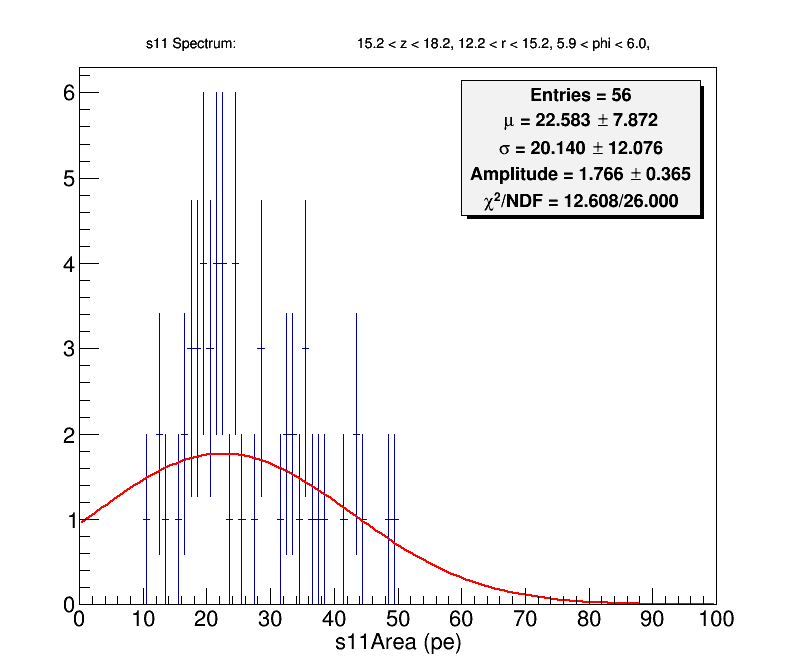 s11 Spectrum: 15.2 < z < 18.2, 12.2 < r < 15.2, 5.9 < phi < 6.0,
Entries = 56
μ = 22.583 ± 7.872
σ = 20.140 ± 12.076
Amplitude = 1.766 ± 0.365
χ²/NDF = 12.608/26.000
6
5
4
3
2
1
0
0 10 20 30 40 50 60 70 80 90 100
s11Area (pe)